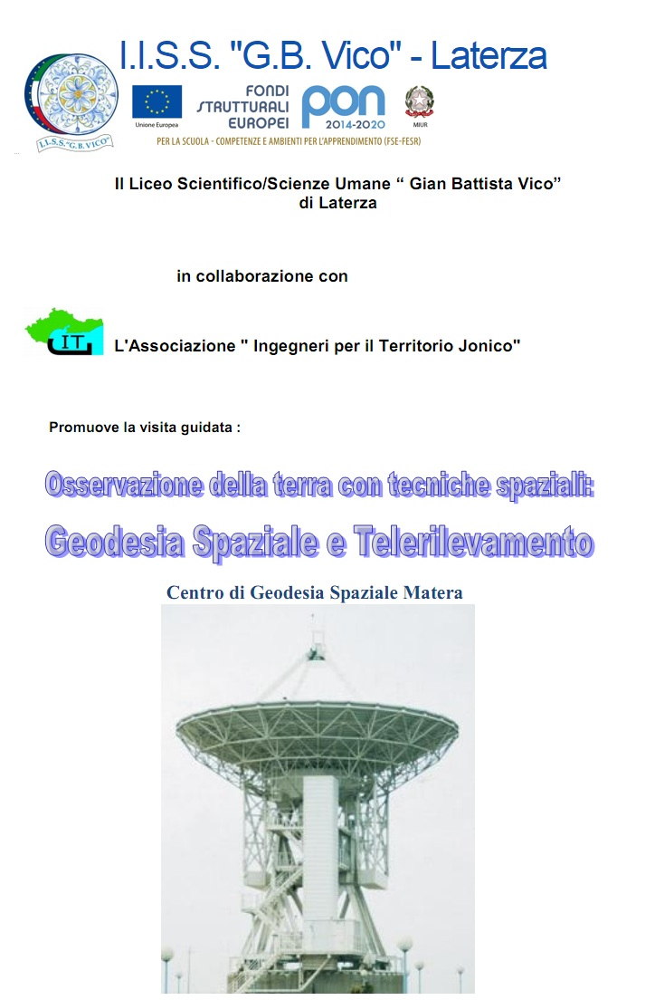 I.I.S.S. "G.B. Vico" - Laterza
I.I.S.S."G.B.VICO"
Unione Europea
FONDI
STRUTTURALI
EUROPEI
pon
2014-2020
MIUR
PER LA SCUOLA - COMPETENZE E AMBIENTI PER L'APPRENDIMENTO (FSE-FESR)
Il Liceo Scientifico/Scienze Umane “ Gian Battista Vico”
di Laterza
in collaborazione con
IT
L'Associazione " Ingegneri per il Territorio Jonico"
Promuove la visita guidata :
Osservazione della terra con tecniche spaziali:
Geodesia Spaziale e Telerilevamento
Centro di Geodesia Spaziale Matera